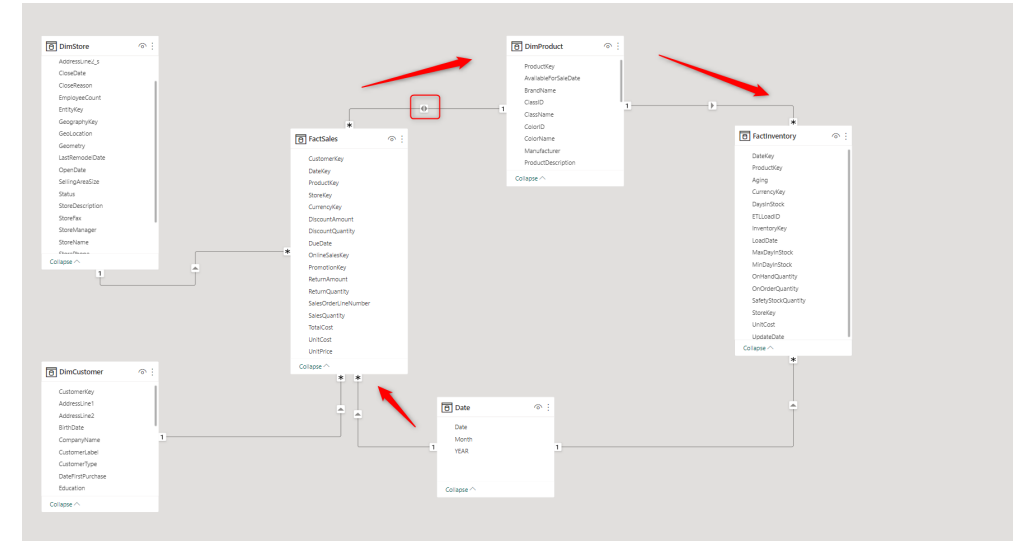 DimStore
AddressLine2_s
CloseDate
CloseReason
EmployeeCount
EntityKey
GeographyKey
GeoLocation
Geometry
LastRemodelDate
OpenDate
SellingAreaSize
Status
StoreDescription
StoreFax
StoreManager
StoreName
StorePhone
Collapse
1
FactSales
CustomerKey
DateKey
ProductKey
StoreKey
CurrencyKey
DiscountAmount
DiscountQuantity
DueDate
OnlineSalesKey
PromotionKey
ReturnAmount
ReturnQuantity
SalesOrderLineNumber
SalesQuantity
TotalCost
UnitCost
UnitPrice
Collapse
*
*
* *
DimProduct
ProductKey
AvailableForSaleDate
BrandName
ClassID
ClassName
ColorID
ColorName
Manufacturer
ProductDescription
Collapse
1
1
FactInventory
DateKey
ProductKey
Aging
CurrencyKey
DaysInStock
ETLLoadID
InventoryKey
LoadDate
MaxDayInStock
MinDayInStock
OnHandQuantity
OnOrderQuantity
SafetyStockQuantity
StoreKey
UnitCost
UpdateDate
Collapse
*
*
DimCustomer
CustomerKey
AddressLine1
AddressLine2
BirthDate
CompanyName
CustomerLabel
CustomerType
DateFirstPurchase
Education
Collapse
1
Date
Date
Month
YEAR
Collapse
1
1